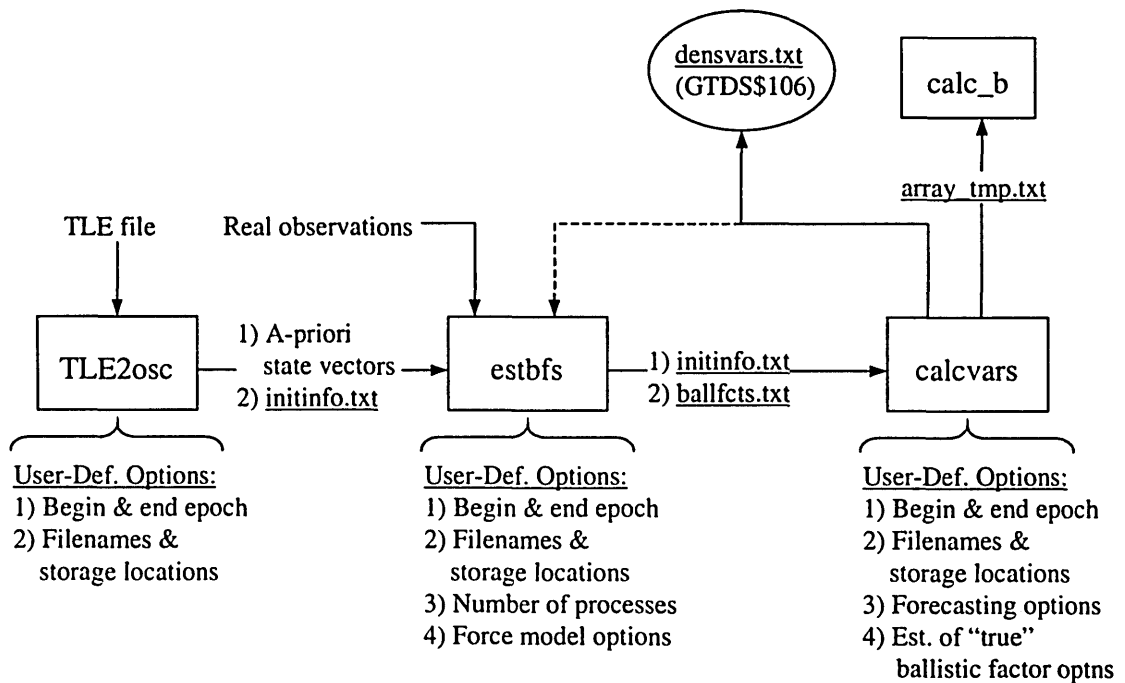 densvars.txt
(GTDS$106)
calc_b
array_tmp.txt
TLE file
Real observations
TLE2osc
1) A-priori
state vectors
2) initinfo.txt
estbfs
1) initinfo.txt
2) ballfcts.txt
calcvars
User-Def. Options:
1) Begin & end epoch
2) Filenames &
storage locations
User-Def. Options:
1) Begin & end epoch
2) Filenames &
storage locations
3) Number of processes
4) Force model options
User-Def. Options:
1) Begin & end epoch
2) Filenames &
storage locations
3) Forecasting options
4) Est. of “true”
ballistic factor optns